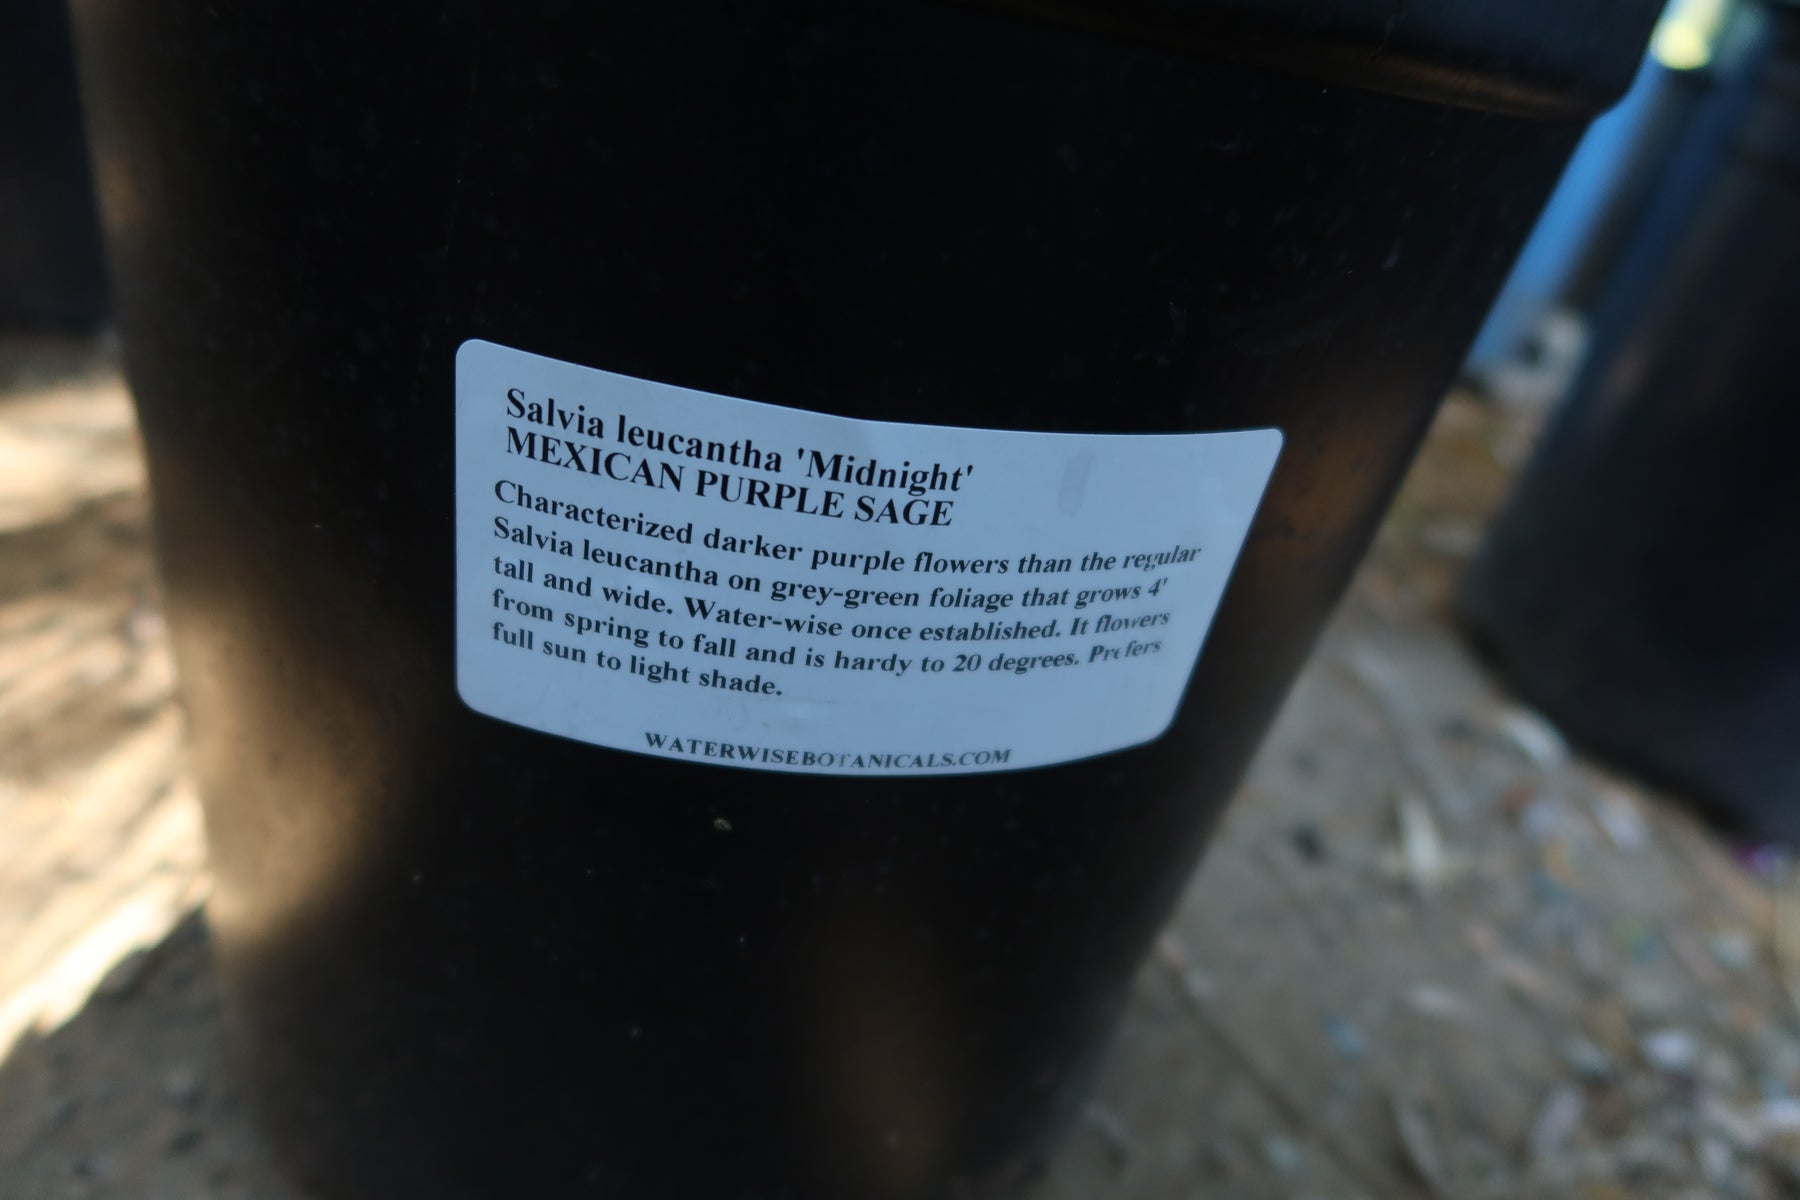 Salvia leucantha 'Midnight'
MEXICAN PURPLE SAGE
Characterized darker purple flowers than the regular
Salvia leucantha on grey-green foliage that grows 4'
tall and wide. Water-wise once established. It flowers
from spring to fall and is hardy to 20 degrees. Prefers
full sun to light shade.
WATERWISEBOTANICALS.COM